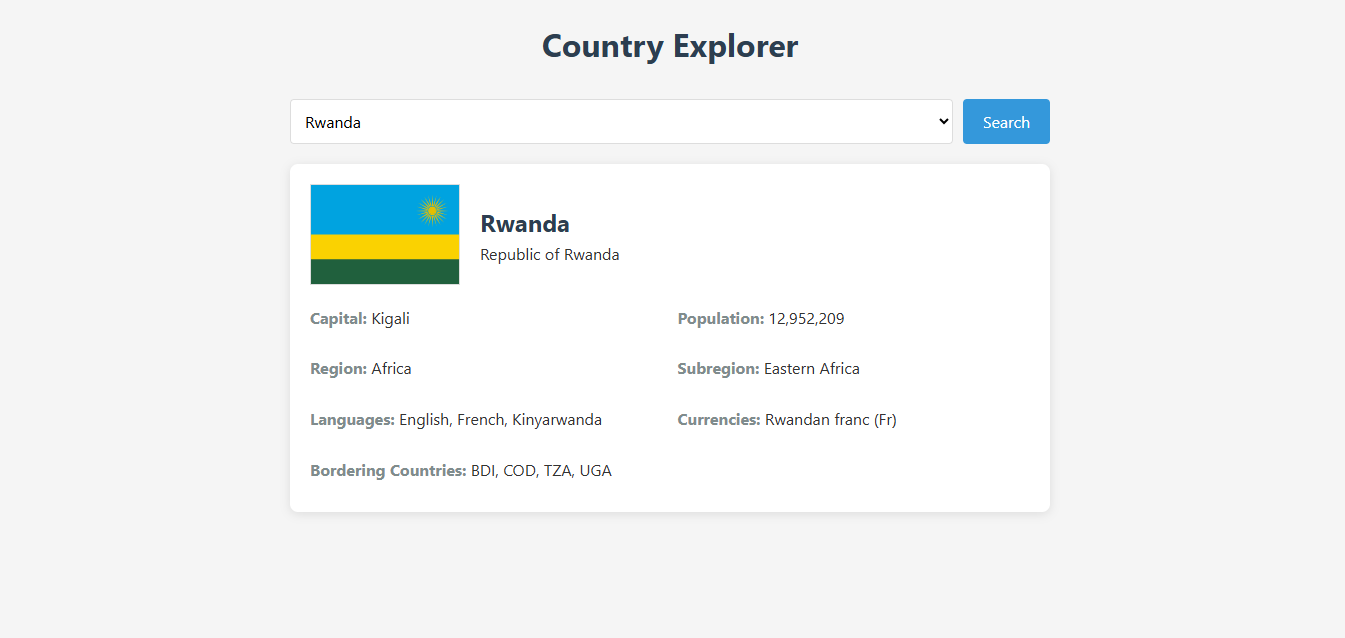 Country Explorer
Rwanda
Search
Rwanda
Republic of Rwanda
Capital: Kigali
Population: 12,952,209
Region: Africa
Subregion: Eastern Africa
Languages: English, French, Kinyarwanda
Currencies: Rwandan franc (Fr)
Bordering Countries: BDI, COD, TZA, UGA